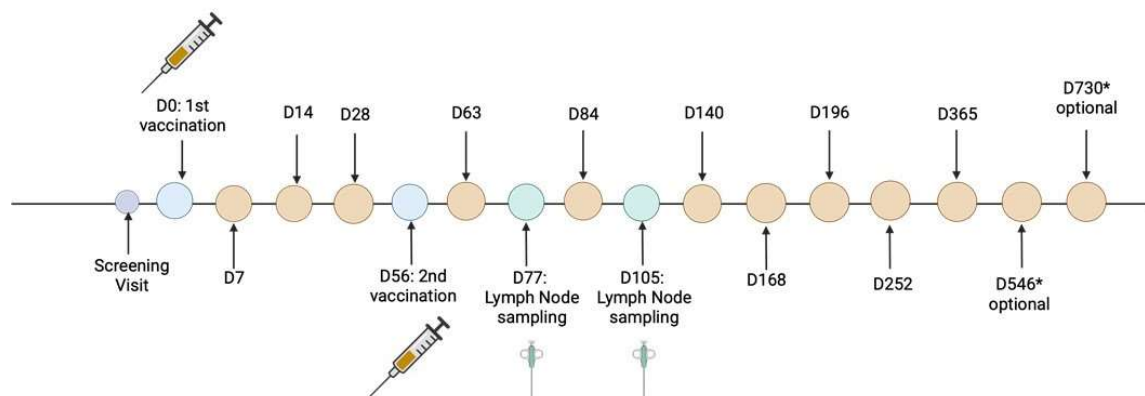 D0: 1st
vaccination
D14
D28
D63
D84
D140
D196
D365
D730*
optional
Screening
Visit
D7
D56: 2nd
vaccination
D77:
Lymph Node
sampling
D105:
Lymph Node
sampling
D168
D252
D546*
optional